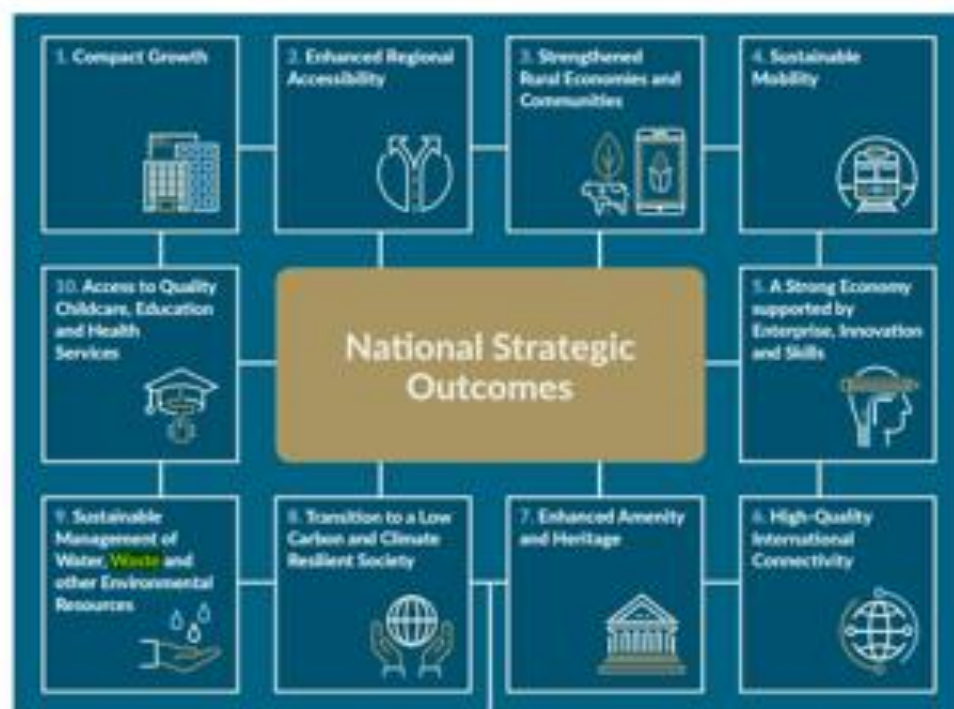 1. Compact Growth
2. Enhanced Regional
Accessibility
3. Strengthened
Rural Economies and
Communities
4. Sustainable
Mobility
10. Access to Quality
Childcare, Education
and Health
Services
National Strategic
Outcomes
5. A Strong Economy
supported by
Enterprise, Innovation
and Skills
9. Sustainable
Management of
Water, Waste and
other Environmental
Resources
8. Transition to a Low
Carbon and Climate
Resilient Society
7. Enhanced Amenity
and Heritage
6. High-Quality
International
Connectivity